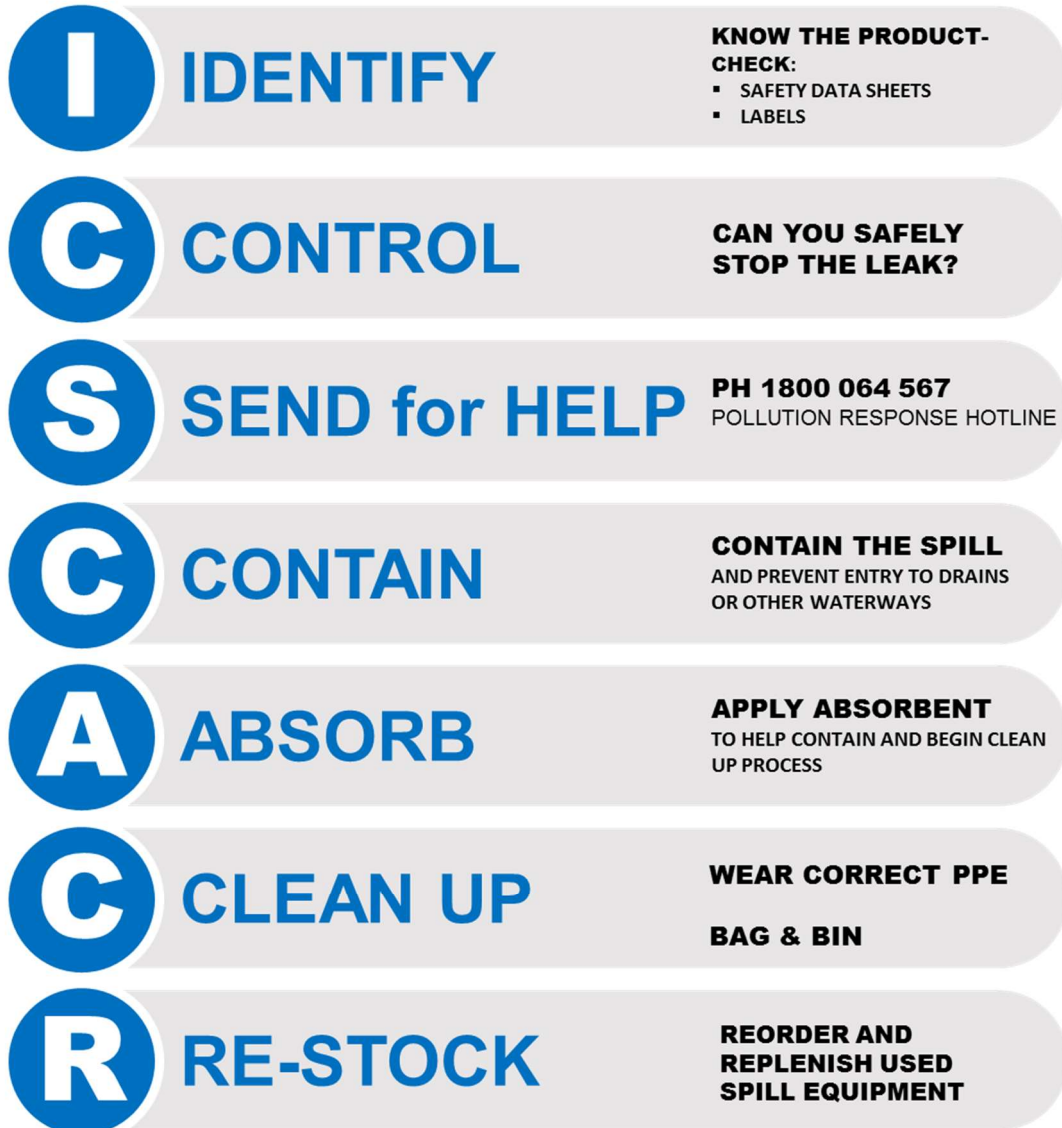 I
IDENTIFY
KNOW THE PRODUCT-
CHECK:
▪ SAFETY DATA SHEETS
▪ LABELS
C
CONTROL
CAN YOU SAFELY
STOP THE LEAK?
S
SEND for HELP
PH 1800 064 567
POLLUTION RESPONSE HOTLINE
C
CONTAIN
CONTAIN THE SPILL
AND PREVENT ENTRY TO DRAINS
OR OTHER WATERWAYS
A
ABSORB
APPLY ABSORBENT
TO HELP CONTAIN AND BEGIN CLEAN
UP PROCESS
C
CLEAN UP
WEAR CORRECT PPE
BAG & BIN
R
RE-STOCK
REORDER AND
REPLENISH USED
SPILL EQUIPMENT